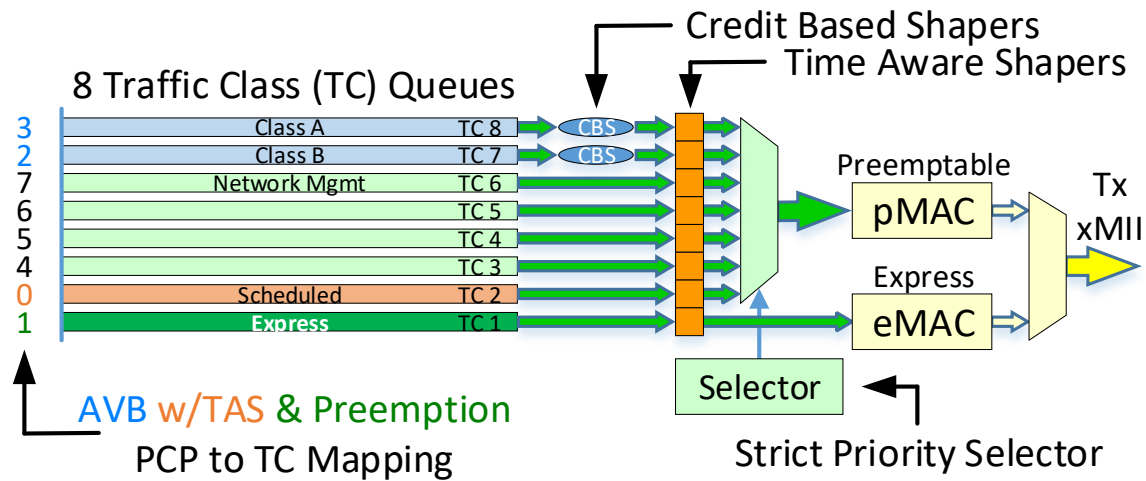 Credit Based Shapers
Time Aware Shapers
8 Traffic Class (TC) Queues
3 Class A TC 8 CBS
2 Class B TC 7 CBS
7 Network Mgmt TC 6
6 TC 5
5 TC 4
4 TC 3
0 Scheduled TC 2
1 Express TC 1
Preemptable
pMAC
Express
eMAC
Tx
xMII
Selector
AVB w/TAS & Preemption
PCP to TC Mapping
Strict Priority Selector